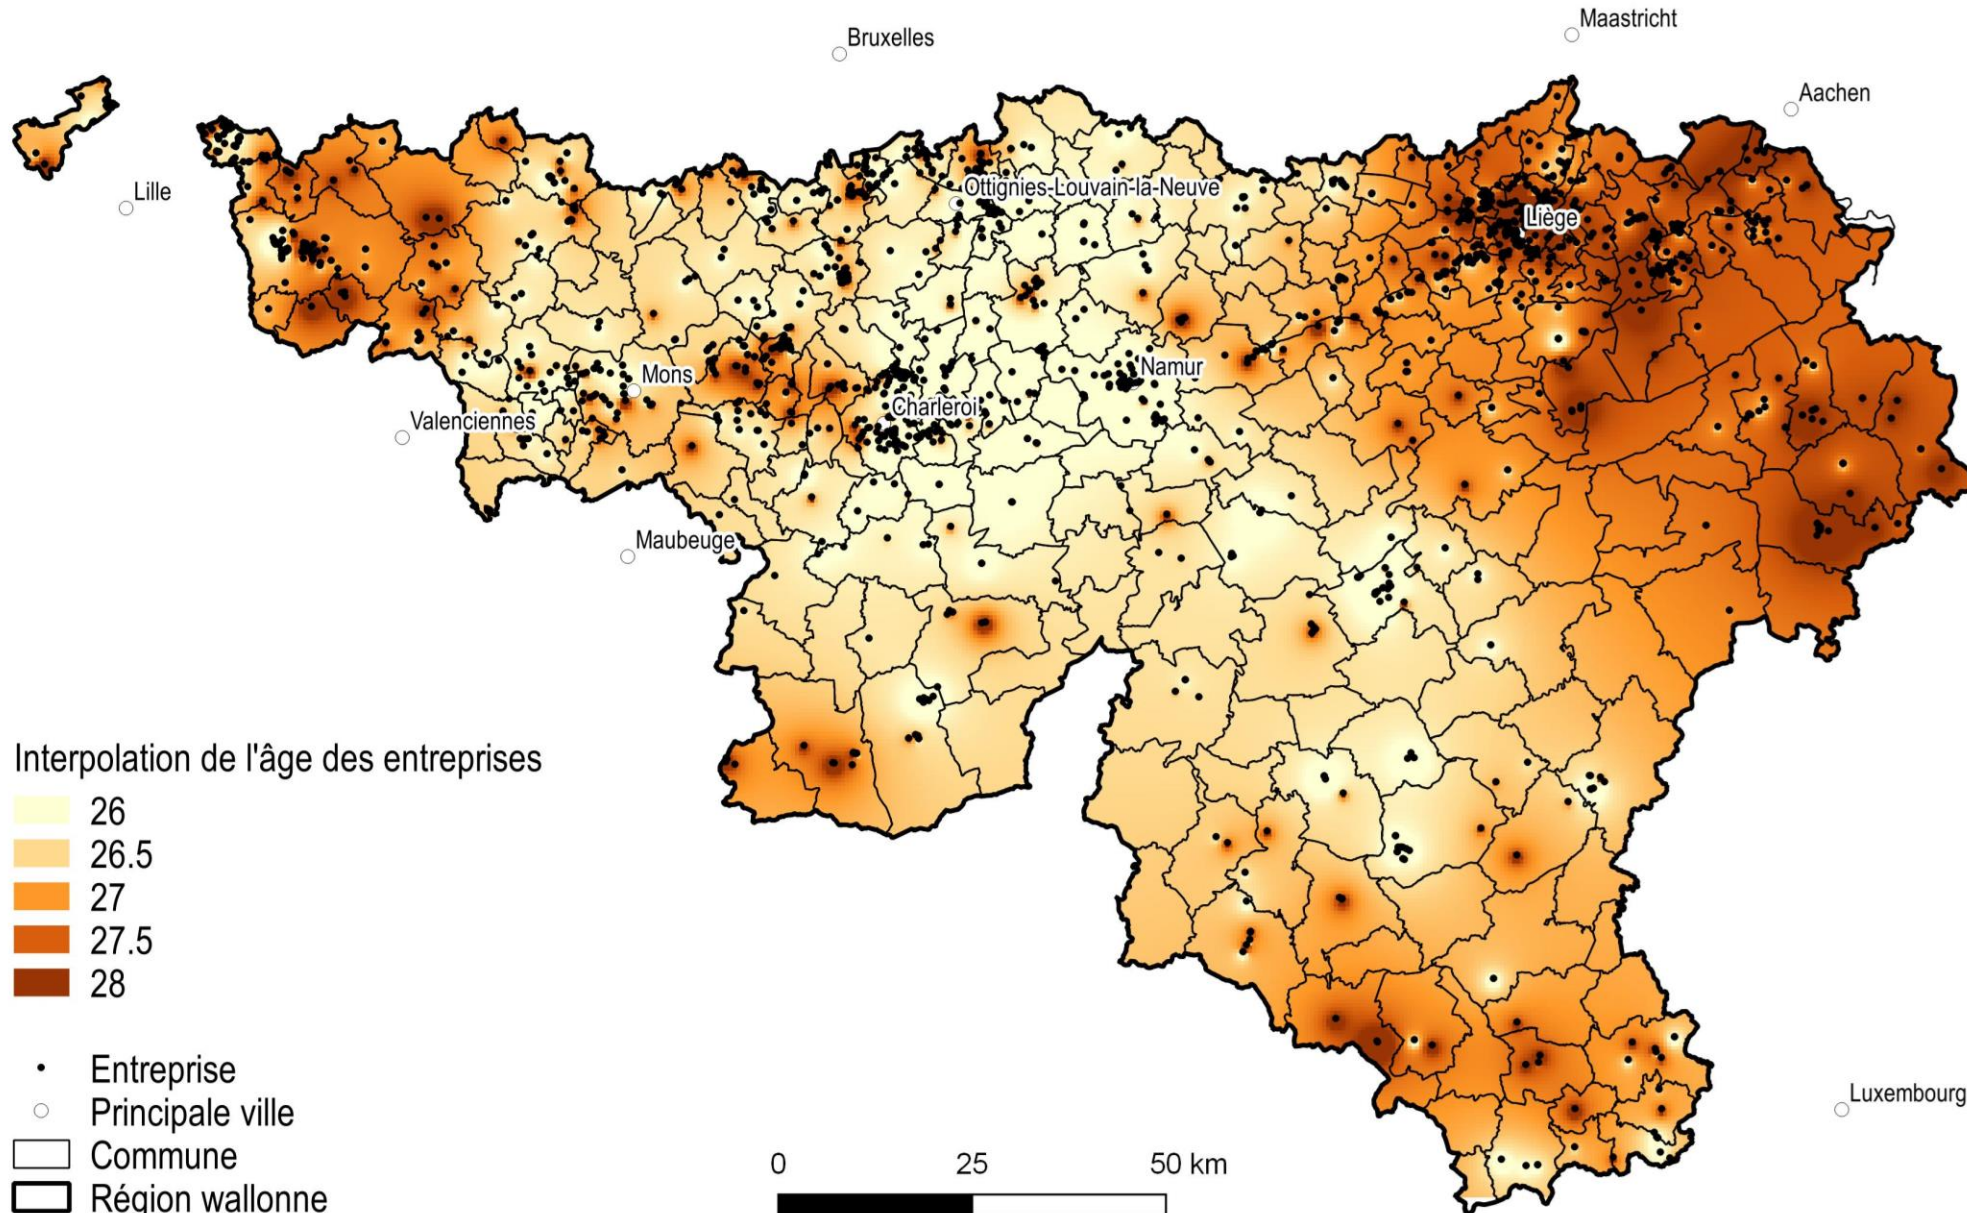 Maastricht
Bruxelles
Aachen
Lille
Ottignies-Louvain-la-Neuve
Liège
Mons
Namur
Charleroi
Valenciennes
Maubeuge
Interpolation de l'âge des entreprises
26
26.5
27
27.5
28
Entreprise
Principale ville
Commune
Région wallonne
0 25 50 km
Luxembourg